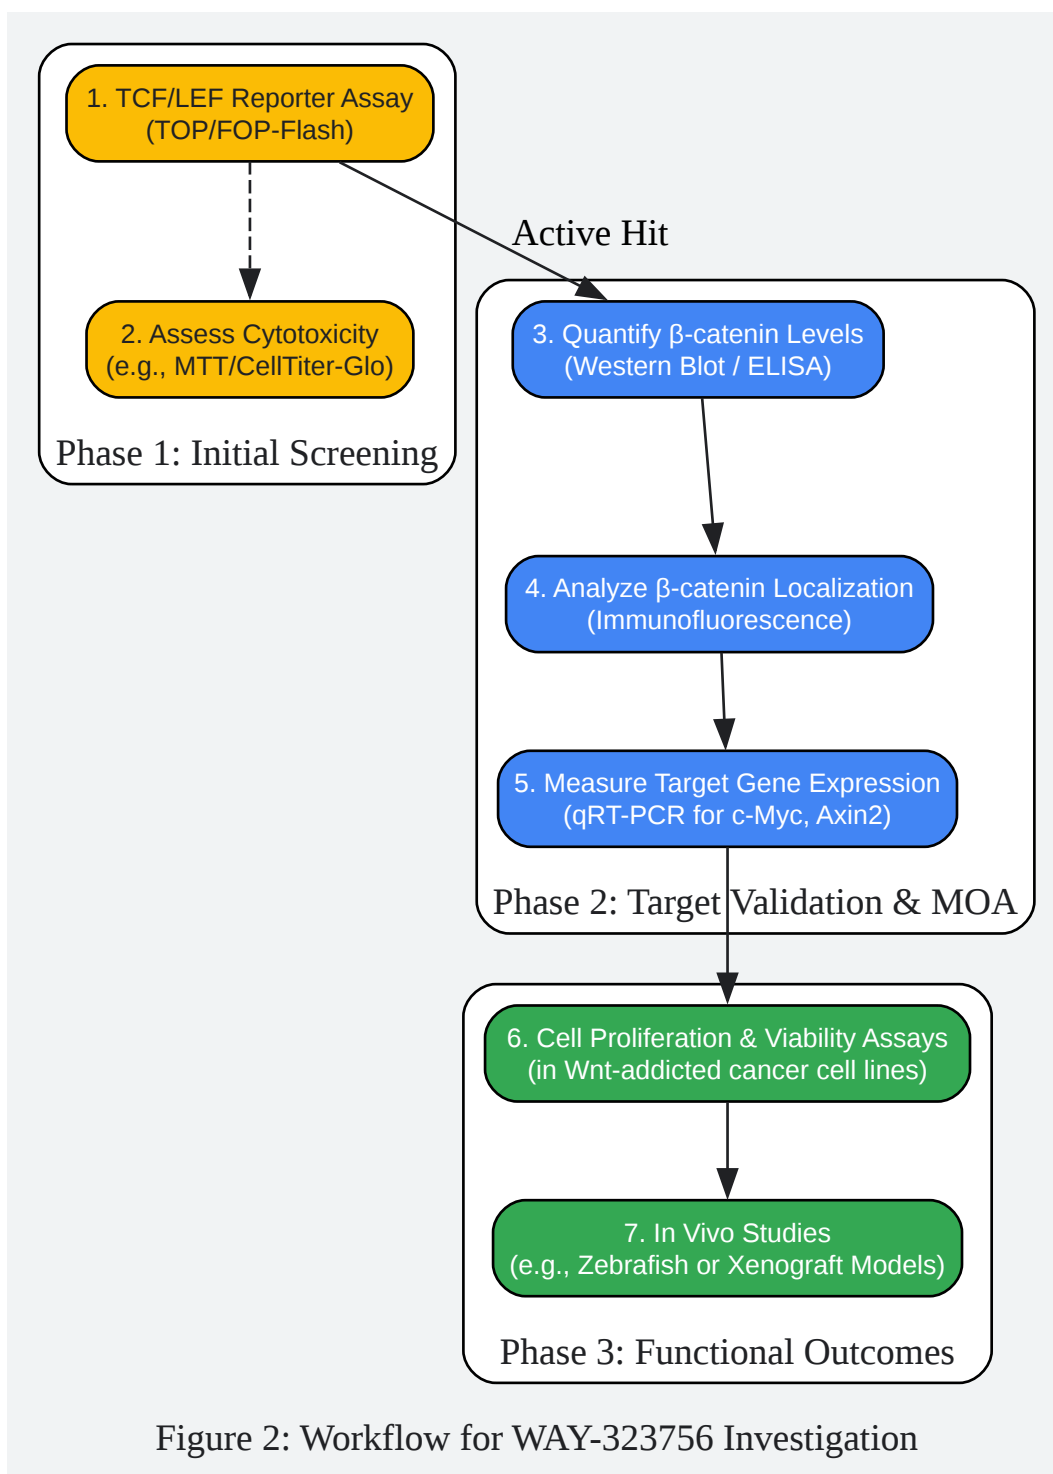 1. TCF/LEF Reporter Assay
(TOP/FOP-Flash)
Active Hit
2. Assess Cytotoxicity
(e.g., MTT/CellTiter-Glo)
Phase 1: Initial Screening
3. Quantify β-catenin Levels
(Western Blot / ELISA)
4. Analyze β-catenin Localization
(Immunofluorescence)
5. Measure Target Gene Expression
(qRT-PCR for c-Myc, Axin2)
Phase 2: Target Validation & MOA
6. Cell Proliferation & Viability Assays
(in Wnt-addicted cancer cell lines)
7. In Vivo Studies
(e.g., Zebrafish or Xenograft Models)
Phase 3: Functional Outcomes
Figure 2: Workflow for WAY-323756 Investigation